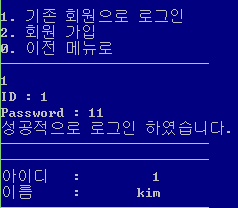 1. 기존 회원으로 로그인
2. 회원 가입
0. 이전 메뉴로
1
ID : 1
Password : 11
성공적으로 로그인 하였습니다.
아이디 : 1
이름 : kim